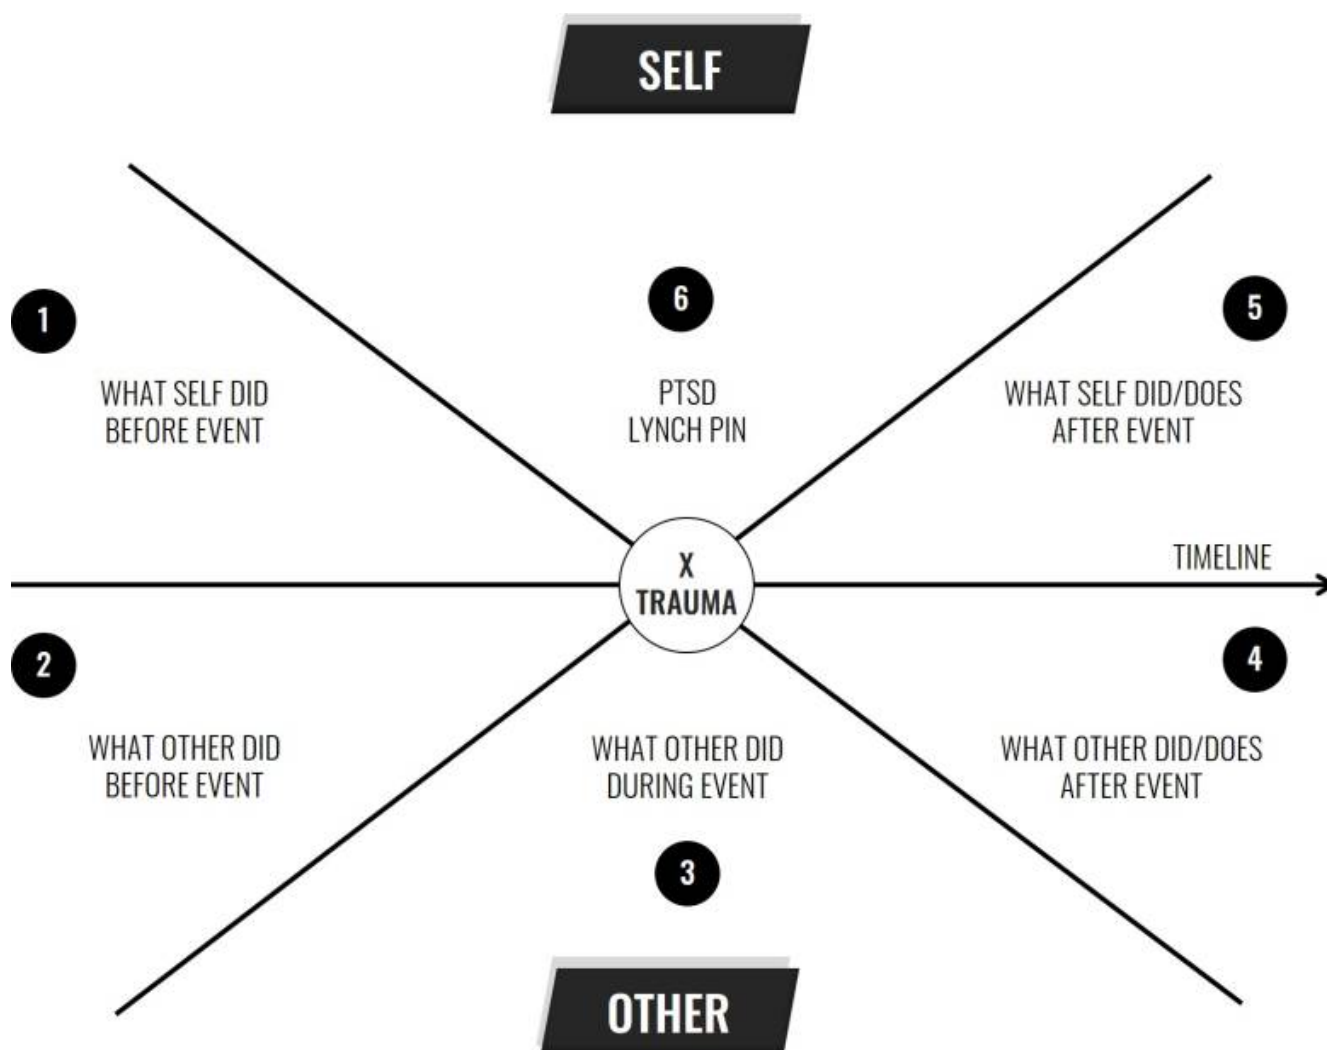 SELF
1
WHAT SELF DID
BEFORE EVENT
6
PTSD
LYNCH PIN
5
WHAT SELF DID/DOES
AFTER EVENT
X
TRAUMA
TIMELINE
2
WHAT OTHER DID
BEFORE EVENT
WHAT OTHER DID
DURING EVENT
3
4
WHAT OTHER DID/DOES
AFTER EVENT
OTHER